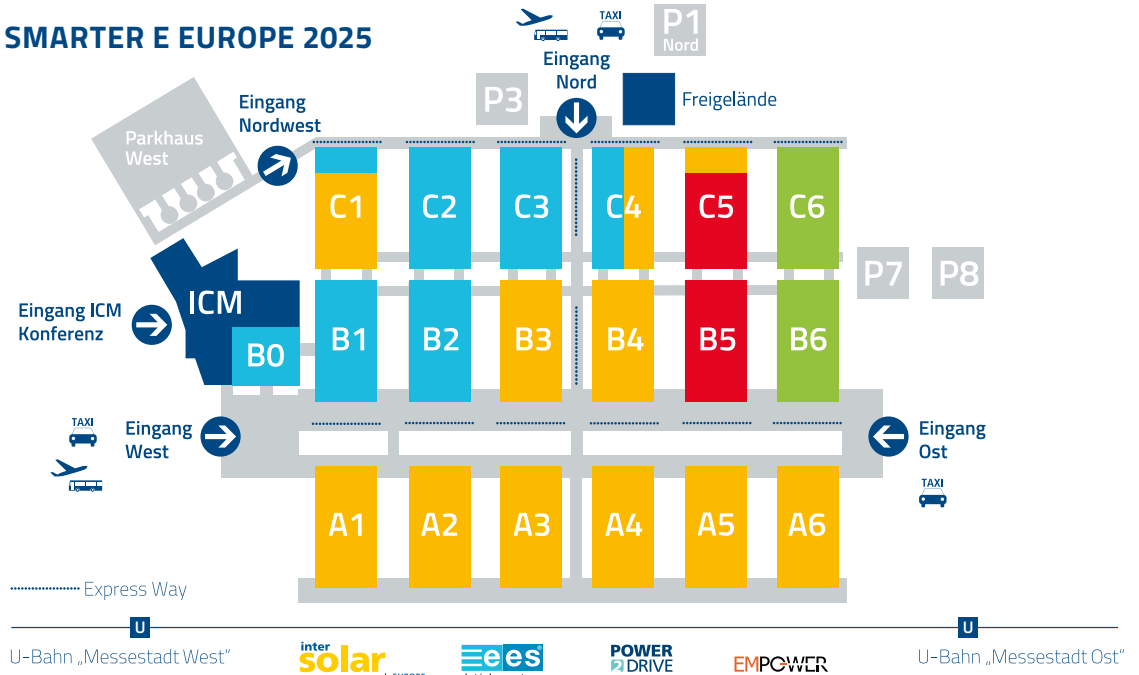 SMARTER E EUROPE 2025
TAXI
P1
Nord
Eingang
Nord
P3
Freigelände
Eingang
Nordwest
Parkhaus
West
C1
C2
C3
C4
C5
C6
P7
P8
ICM
Eingang ICM
Konferenz
B0
B1
B2
B3
B4
B5
B6
TAXI
Eingang
West
Eingang
Ost
TAXI
A1
A2
A3
A4
A5
A6
Express Way
U
U
U-Bahn „Messestadt West“
inter
solar
ees
POWER
2DRIVE
EMPOWER
U-Bahn „Messestadt Ost“